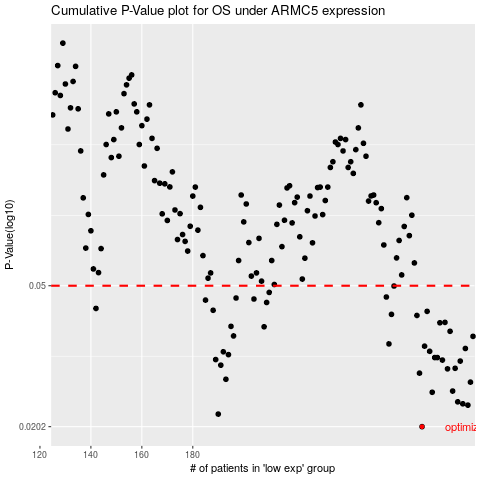 Cumulative P-Value plot for OS under ARMC5 expression
P-Value(log10)
0.05
0.0202
optimiz
120 140 160 180
# of patients in 'low exp' group